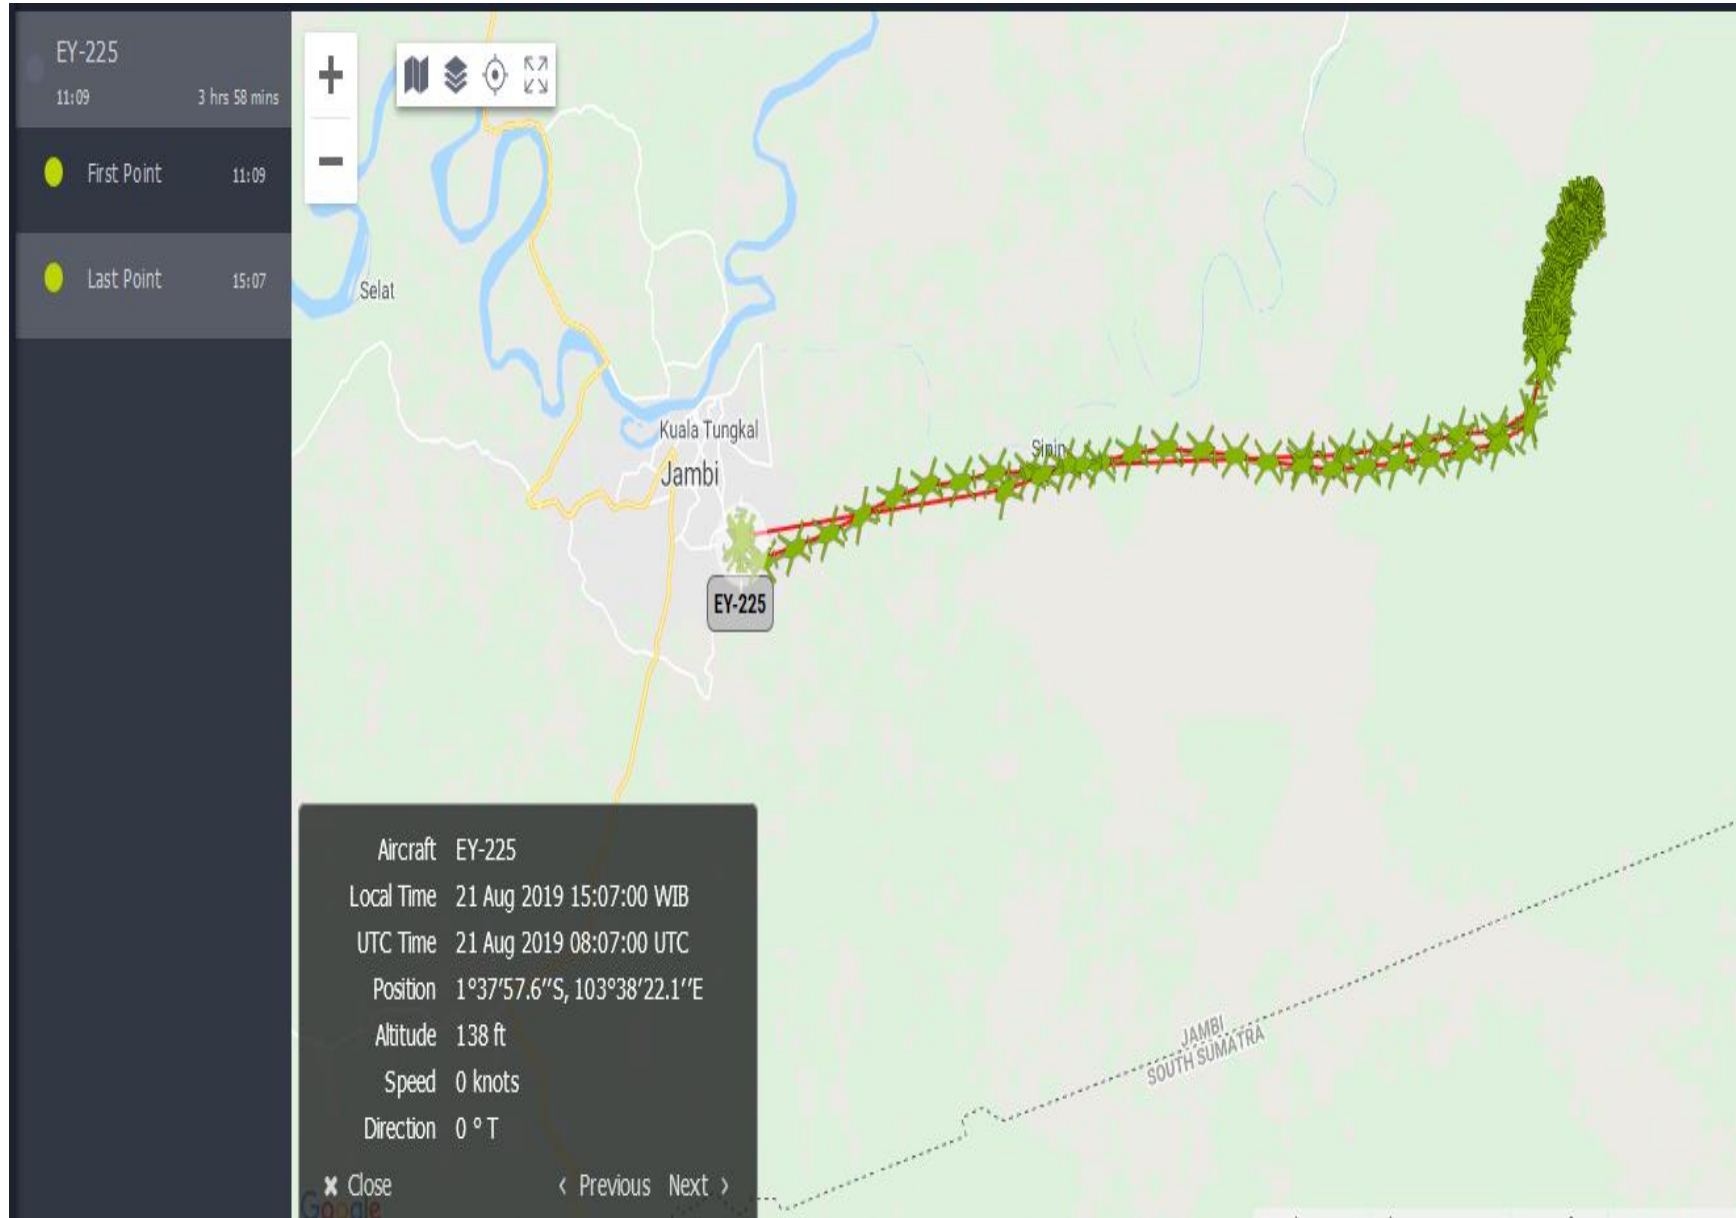 EY-225
11:09 3 hrs 58 mins
First Point 11:09
Last Point 15:07
+
−
Selat
Kuala Tungkal
Jambi
Sipin
EY-225
Aircraft EY-225
Local Time 21 Aug 2019 15:07:00 WIB
UTC Time 21 Aug 2019 08:07:00 UTC
Position 1°37'57.6''S, 103°38'22.1''E
Altitude 138 ft
Speed 0 knots
Direction 0 ° T
✖ Close ‹ Previous Next ›
Google
JAMBI
SOUTH SUMATRA